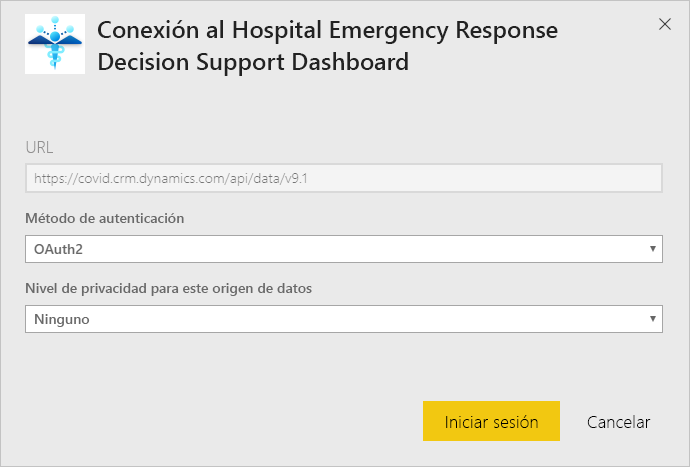 Conexión al Hospital Emergency Response
Decision Support Dashboard
URL
https://covid.crm.dynamics.com/api/data/v9.1
Método de autenticación
OAuth2
Nivel de privacidad para este origen de datos
Ninguno
Iniciar sesión
Cancelar